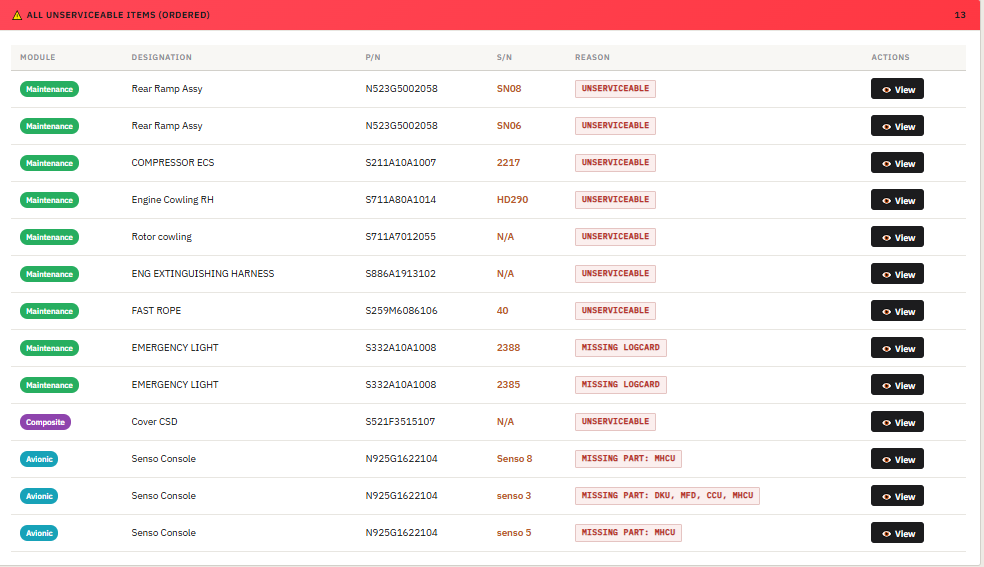 ALL UNSERVICEABLE ITEMS (ORDERED) 13
MODULE DESIGNATION P/N S/N REASON ACTIONS
Maintenance Rear Ramp Assy N523G5002058 SN08 UNSERVICEABLE View
Maintenance Rear Ramp Assy N523G5002058 SN06 UNSERVICEABLE View
Maintenance COMPRESSOR ECS S211A10A1007 2217 UNSERVICEABLE View
Maintenance Engine Cowling RH S711A80A1014 HD290 UNSERVICEABLE View
Maintenance Rotor cowling S711A7012055 N/A UNSERVICEABLE View
Maintenance ENG EXTINGUISHING HARNESS S886A1913102 N/A UNSERVICEABLE View
Maintenance FAST ROPE S259M6086106 40 UNSERVICEABLE View
Maintenance EMERGENCY LIGHT S332A10A1008 2388 MISSING LOGCARD View
Maintenance EMERGENCY LIGHT S332A10A1008 2385 MISSING LOGCARD View
Composite Cover CSD S521F3515107 N/A UNSERVICEABLE View
Avionic Senso Console N925G1622104 Senso 8 MISSING PART: MHCU View
Avionic Senso Console N925G1622104 senso 3 MISSING PART: DKU, MFD, CCU, MHCU View
Avionic Senso Console N925G1622104 senso 5 MISSING PART: MHCU View